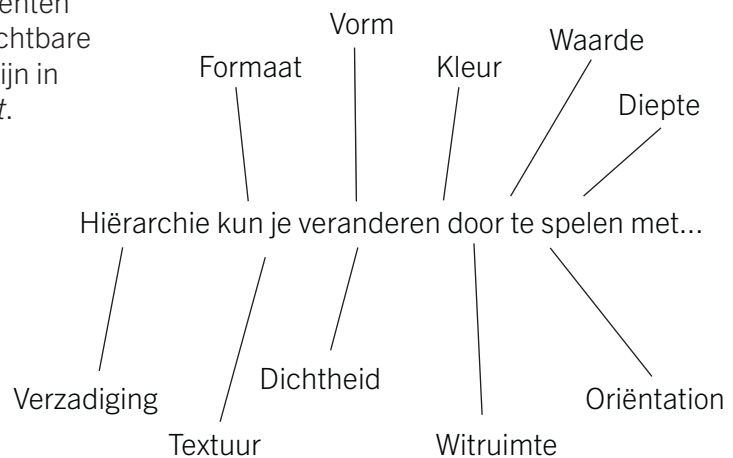 chtbare
ijn in
t.
Vorm
Waarde
Formaat
Kleur
Diepte
Hiërarchie kun je veranderen door te spelen met...
Dichtheid
Verzadiging
Oriëntation
Textuur
Witruimte